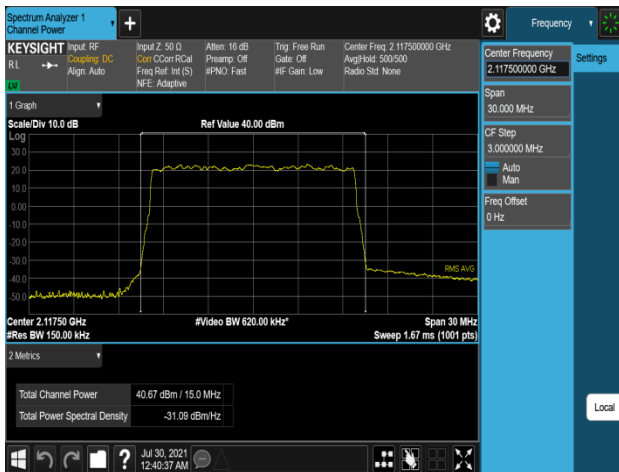 Spectrum Analyzer 1
Channel Power
+
Frequency
KEYSIGHT
Input: RF
Coupling: DC
Align: Auto
Input Z: 50 Ω
Corr CCorr RCal
Freq Ref: Int (S)
NFE: Adaptive
Atten: 16 dB
Preamp: Off
#PNO: Fast
Trig: Free Run
Gate: Off
#IF Gain: Low
Center Freq: 2.117500000 GHz
Avg|Hold: 500/500
Radio Std: None
R L
LXI
Center Frequency
2.117500000 GHz
Settings
Span
30.000 MHz
CF Step
3.000000 MHz
Auto
Man
Freq Offset
0 Hz
1 Graph
Scale/Div 10.0 dB
Ref Value 40.00 dBm
Log
30.0
20.0
10.0
0.00
-10.0
-20.0
-30.0
-40.0
-50.0
RMS AVG
Center 2.11750 GHz
#Video BW 620.00 kHz*
Span 30 MHz
#Res BW 150.00 kHz
Sweep 1.67 ms (1001 pts)
2 Metrics
Total Channel Power 40.67 dBm / 15.0 MHz
Total Power Spectral Density -31.09 dBm/Hz
Local
?
Jul 30, 2021
12:40:37 AM